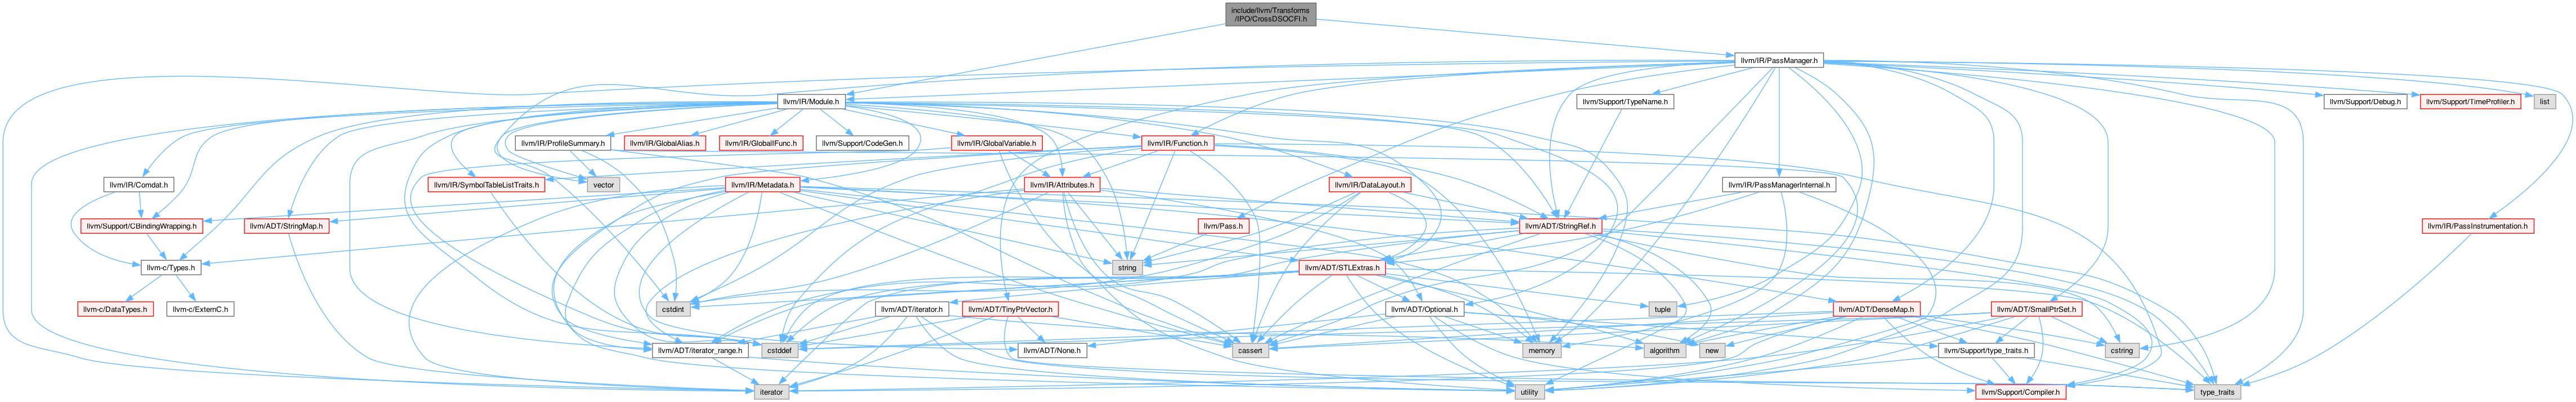 include/llvm/Transforms
/IPO/CrossDSOCFI.h
llvm/IR/PassManager.h
llvm/IR/Module.h
llvm/Support/TypeName.h
llvm/Support/Debug.h
llvm/Support/TimeProfiler.h
list
llvm/IR/ProfileSummary.h
llvm/IR/GlobalAlias.h
llvm/IR/GlobalIFunc.h
llvm/Support/CodeGen.h
llvm/IR/GlobalVariable.h
llvm/IR/Function.h
llvm/IR/Comdat.h
llvm/IR/SymbolTableListTraits.h
vector
llvm/IR/Metadata.h
llvm/IR/Attributes.h
llvm/IR/DataLayout.h
llvm/IR/PassManagerInternal.h
llvm/Support/CBindingWrapping.h
llvm/ADT/StringMap.h
llvm/Pass.h
llvm/ADT/StringRef.h
llvm/IR/PassInstrumentation.h
llvm-c/Types.h
string
llvm/ADT/STLExtras.h
llvm-c/DataTypes.h
llvm-c/ExternC.h
cstdint
llvm/ADT/iterator.h
llvm/ADT/TinyPtrVector.h
tuple
llvm/ADT/Optional.h
llvm/ADT/DenseMap.h
llvm/ADT/SmallPtrSet.h
llvm/ADT/iterator_range.h
cstddef
llvm/ADT/None.h
cassert
memory
algorithm
new
llvm/Support/type_traits.h
cstring
iterator
utility
llvm/Support/Compiler.h
type_traits